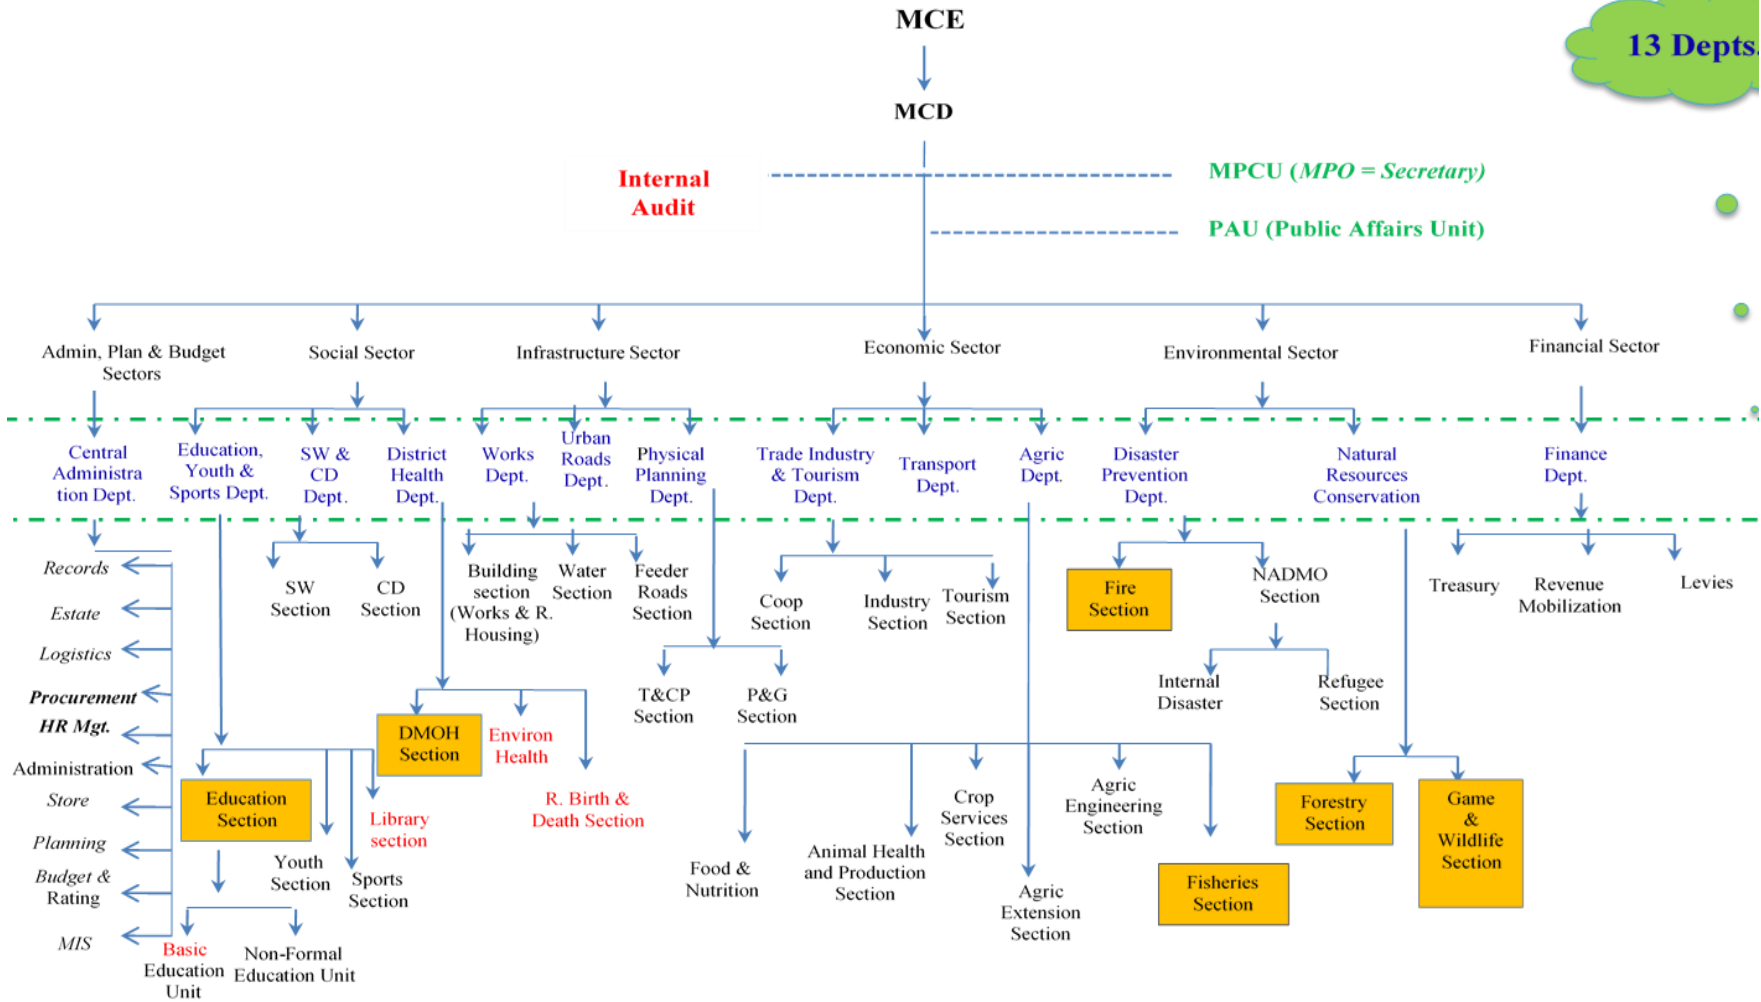 MCE
13 Depts.
MCD
Internal
Audit
MPCU (MPO = Secretary)
PAU (Public Affairs Unit)
Admin, Plan & Budget
Sectors
Social Sector
Infrastructure Sector
Economic Sector
Environmental Sector
Financial Sector
Central
Administra
tion Dept.
Education,
Youth &
Sports Dept.
SW &
CD
Dept.
District
Health
Dept.
Works
Dept.
Urban
Roads
Dept.
Physical
Planning
Dept.
Trade Industry
& Tourism
Dept.
Transport
Dept.
Agric
Dept.
Disaster
Prevention
Dept.
Natural
Resources
Conservation
Finance
Dept.
Records
Estate
Logistics
Procurement
HR Mgt.
Administration
Store
Planning
Budget &
Rating
MIS
SW
Section
CD
Section
Building
section
(Works & R.
Housing)
Water
Section
Feeder
Roads
Section
Coop
Section
Industry
Section
Tourism
Section
Fire
Section
NADMO
Section
Treasury
Revenue
Mobilization
Levies
T&CP
Section
P&G
Section
Internal
Disaster
Refugee
Section
DMOH
Section
Environ
Health
R. Birth &
Death Section
Education
Section
Youth
Section
Sports
Section
Library
section
Basic
Education
Unit
Non-Formal
Education Unit
Food &
Nutrition
Animal Health
and Production
Section
Crop
Services
Section
Agric
Extension
Section
Agric
Engineering
Section
Fisheries
Section
Forestry
Section
Game
&
Wildlife
Section